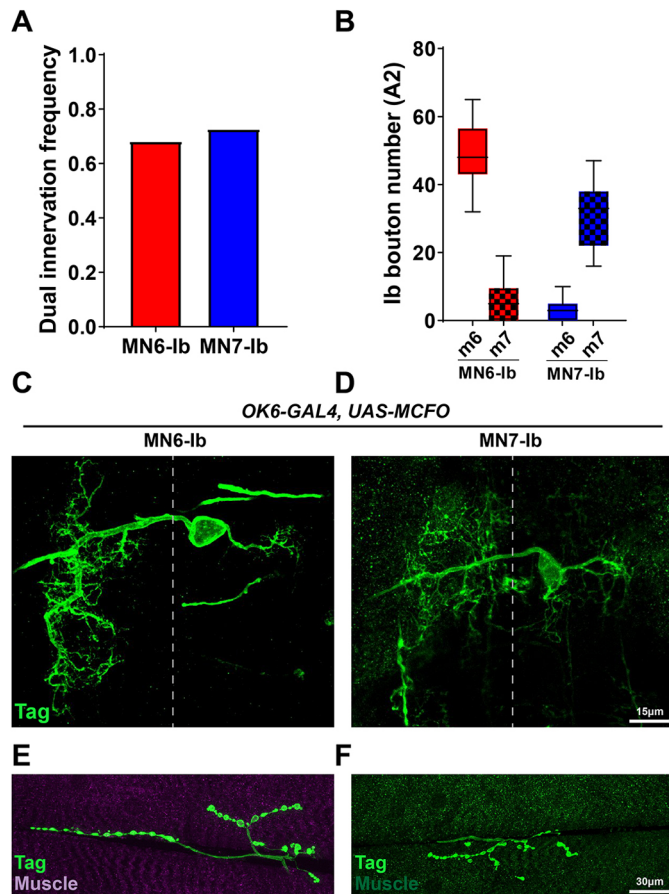 A
Dual innervation frequency
1.0
0.8
0.6
0.4
0.2
0.0
MN6-Ib MN7-Ib
B
Ib bouton number (A2)
80
60
40
20
0
m6 m7 m6 m7
MN6-Ib MN7-Ib
C D
OK6-GAL4, UAS-MCFO
MN6-Ib MN7-Ib
Tag
15µm
E F
Tag
Muscle
Tag
Muscle
30µm